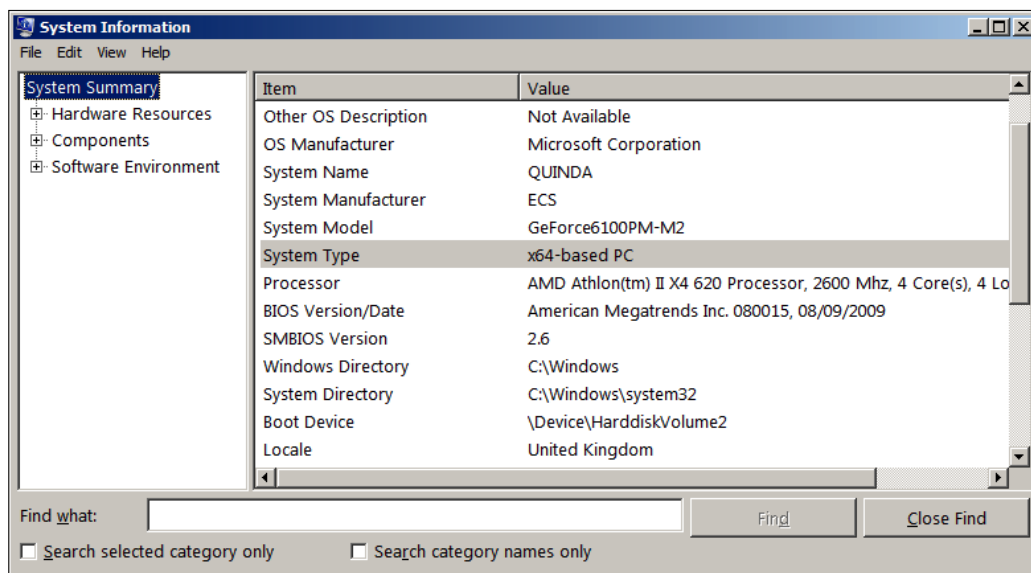 System Information
File Edit View Help
System Summary
Hardware Resources
Components
Software Environment
Item Value
Other OS Description Not Available
OS Manufacturer Microsoft Corporation
System Name QUINDA
System Manufacturer ECS
System Model GeForce6100PM-M2
System Type x64-based PC
Processor AMD Athlon(tm) II X4 620 Processor, 2600 Mhz, 4 Core(s), 4 Lo
BIOS Version/Date American Megatrends Inc. 080015, 08/09/2009
SMBIOS Version 2.6
Windows Directory C:\Windows
System Directory C:\Windows\system32
Boot Device \Device\HarddiskVolume2
Locale United Kingdom
Find what: Find Close Find
Search selected category only Search category names only